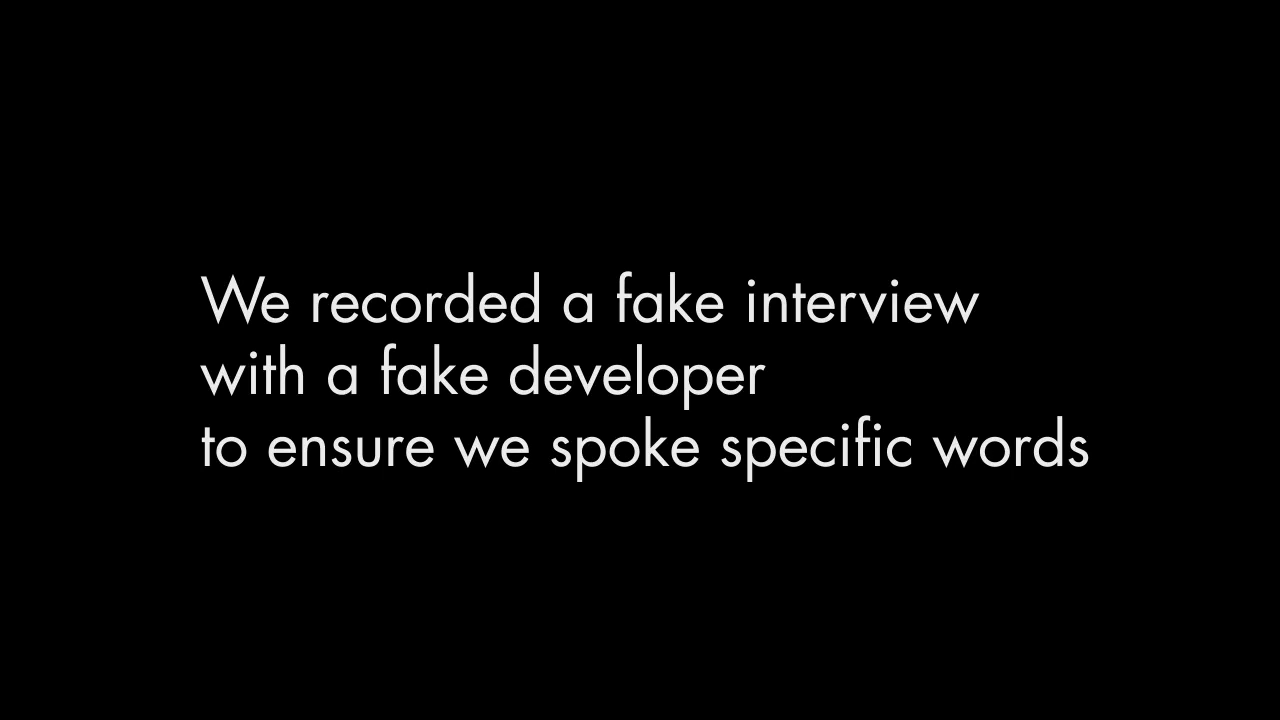 We recorded a fake interview
with a fake developer
to ensure we spoke specific words